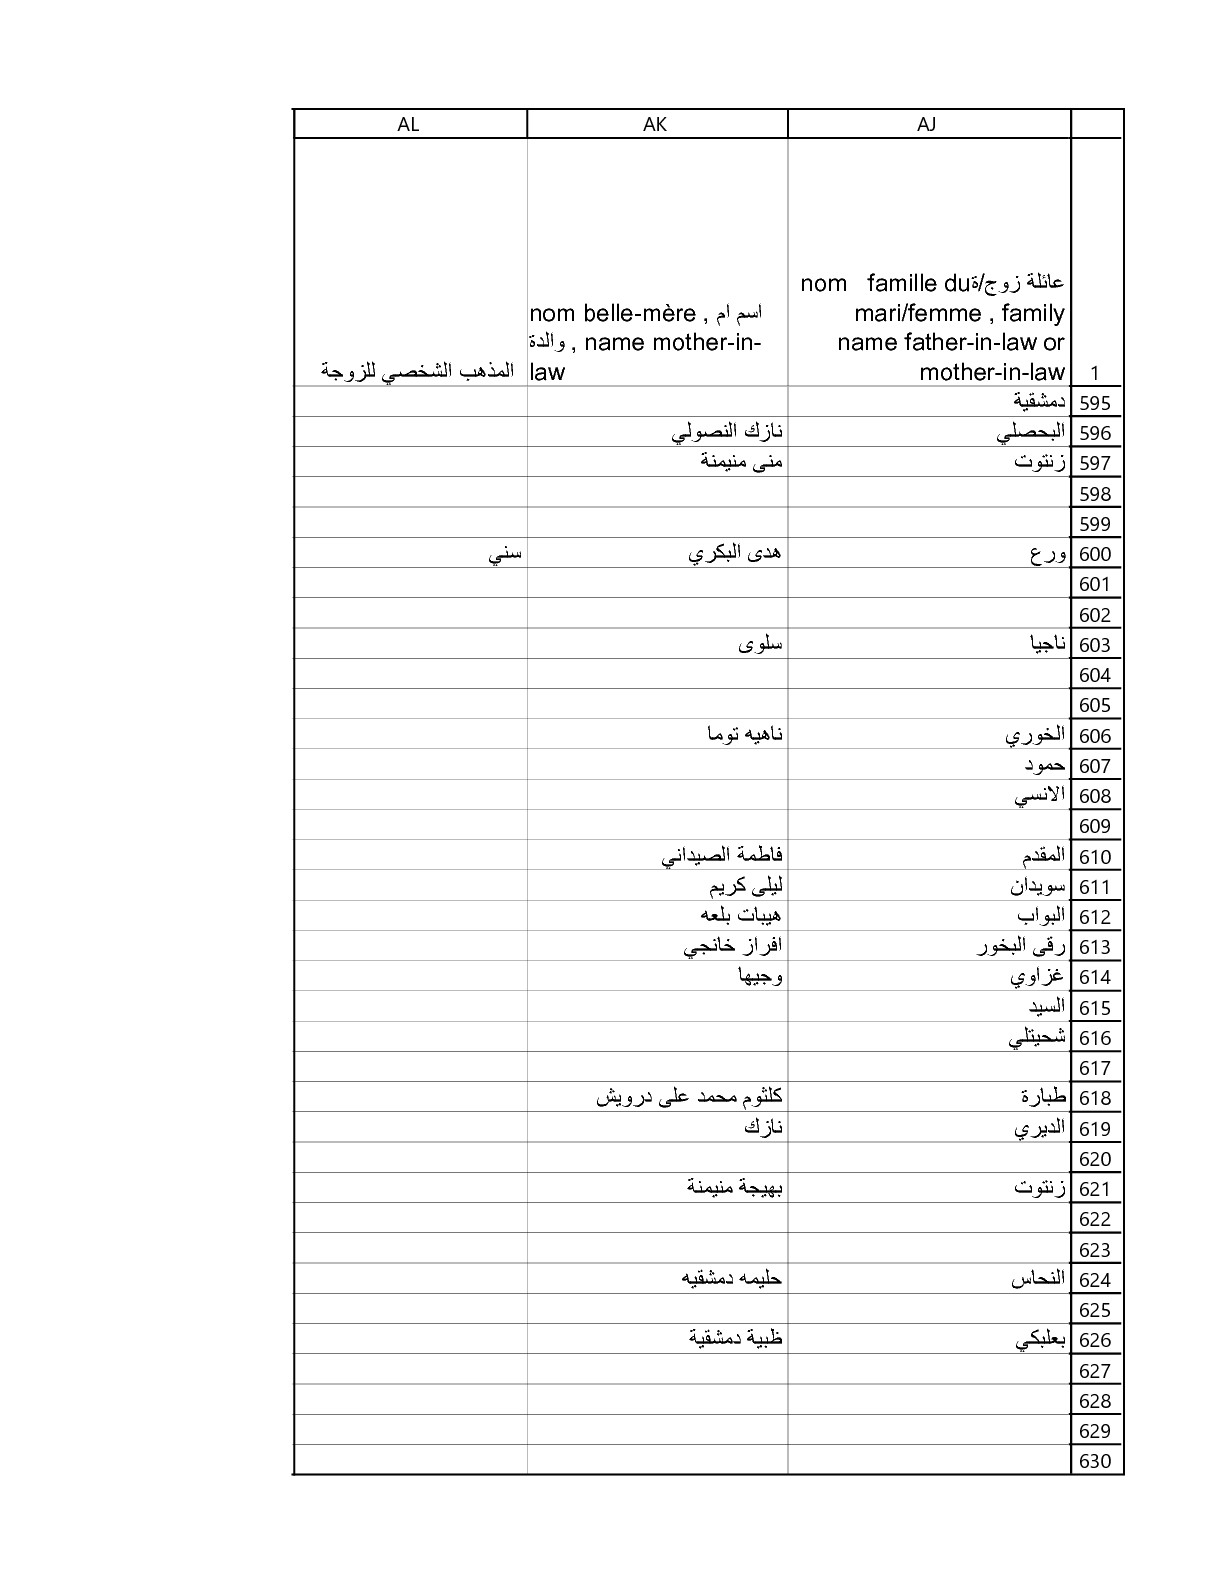 AJ AK AL
عائلة زوج/ة nom famille du
mari/femme , family
name father-in-law or
mother-in-law
nom belle-mère , اسم ام
والدة , name mother-in-
law
المذهب الشخصي للزوجة
1
595 دمشقية
596 البحصلي نازك النصولي
597 زنتوت منى منيمنة
598
599
600 ورع هدى البكري سني
601
602
603 ناجيا سلوى
604
605
606 الخوري ناهيه توما
607 حمود
608 الانسي
609
610 المقدم فاطمة الصيداني
611 سويدان ليلى كريم
612 البواب هيبات بلعه
613 رقى البخور افراز خانجي
614 غزاوي وجيها
615 السيد
616 شحيتلي
617
618 طبارة كلثوم محمد على درويش
619 الديري نازك
620
621 زنتوت بهيجة منيمنة
622
623
624 النحاس حليمه دمشقيه
625
626 بعلبكي ظبية دمشقية
627
628
629
630